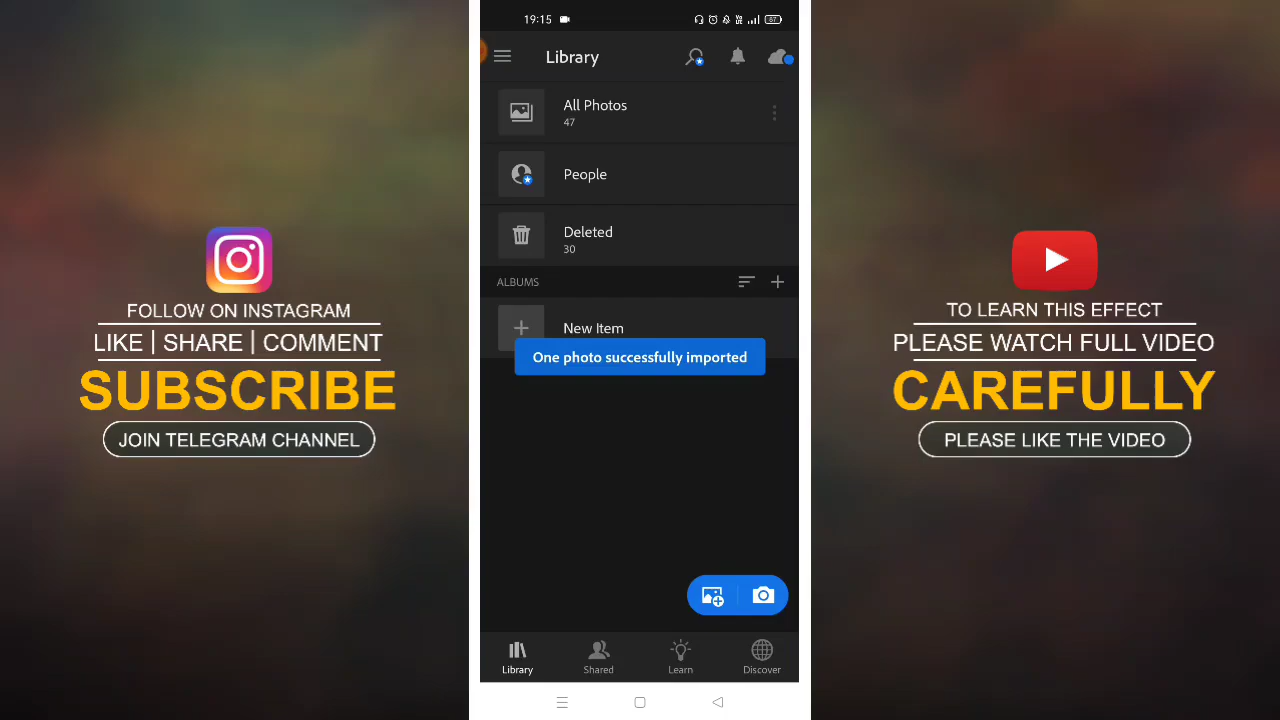 FOLLOW ON INSTAGRAM
LIKE | SHARE | COMMENT
SUBSCRIBE
JOIN TELEGRAM CHANNEL
19:15
87
Library
All Photos
47
People
Deleted
30
ALBUMS
New Item
One photo successfully imported
Library
Shared
Learn
Discover
TO LEARN THIS EFFECT
PLEASE WATCH FULL VIDEO
CAREFULLY
PLEASE LIKE THE VIDEO